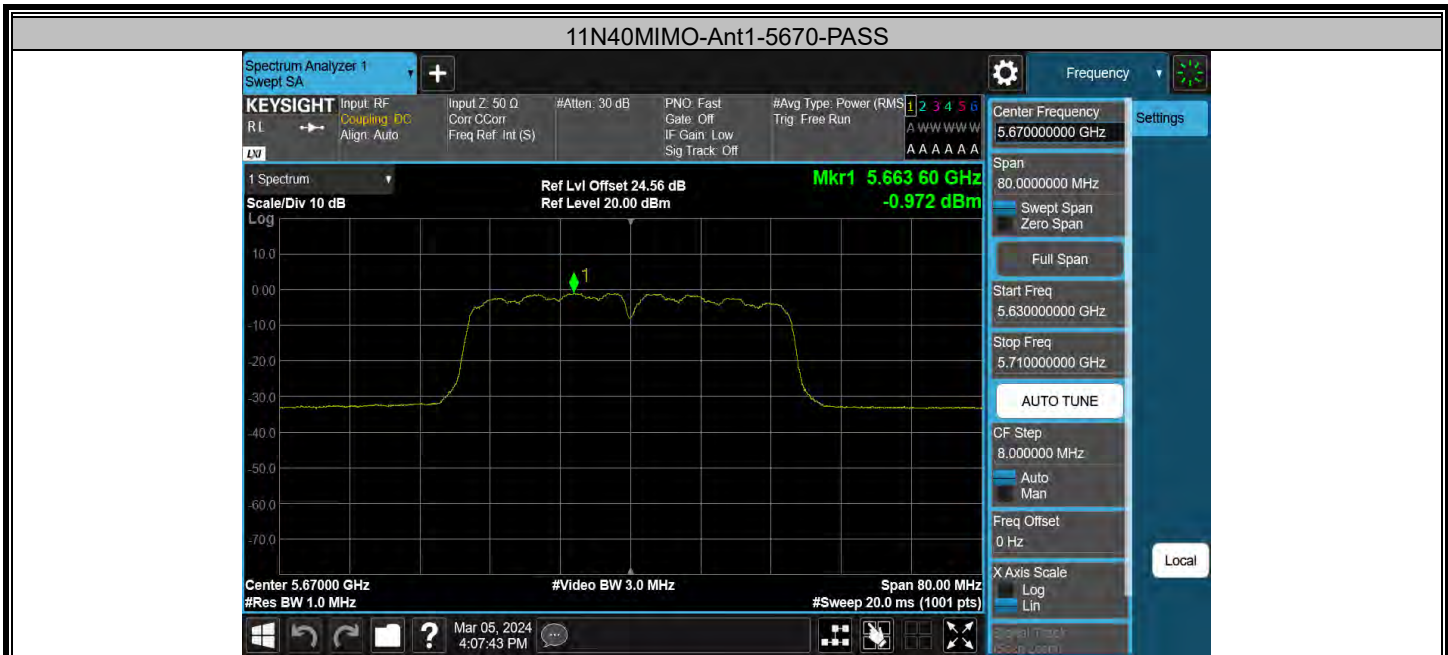 11N40MIMO-Ant1-5670-PASS
Spectrum Analyzer 1
Swept SA
Frequency
KEYSIGHT
RL
LXI
Input: RF
Coupling: DC
Align: Auto
Input Z: 50 Ω
Corr CCorr
Freq Ref: Int (S)
#Atten: 30 dB
PNO: Fast
Gate: Off
IF Gain: Low
Sig Track: Off
#Avg Type: Power (RMS
Trig: Free Run
1 2 3 4 5 6
A W W W W W
A A A A A A
1 Spectrum
Scale/Div 10 dB
Log
Ref Lvl Offset 24.56 dB
Ref Level 20.00 dBm
Mkr1 5.663 60 GHz
-0.972 dBm
10.0
0.00
-10.0
-20.0
-30.0
-40.0
-50.0
-60.0
-70.0
1
Center 5.67000 GHz
#Res BW 1.0 MHz
#Video BW 3.0 MHz
Span 80.00 MHz
#Sweep 20.0 ms (1001 pts)
Center Frequency
5.670000000 GHz
Settings
Span
80.0000000 MHz
Swept Span
Zero Span
Full Span
Start Freq
5.630000000 GHz
Stop Freq
5.710000000 GHz
AUTO TUNE
CF Step
8.000000 MHz
Auto
Man
Freq Offset
0 Hz
X Axis Scale
Log
Lin
Signal Track
(Span Zoom)
Local
?
Mar 05, 2024
4:07:43 PM